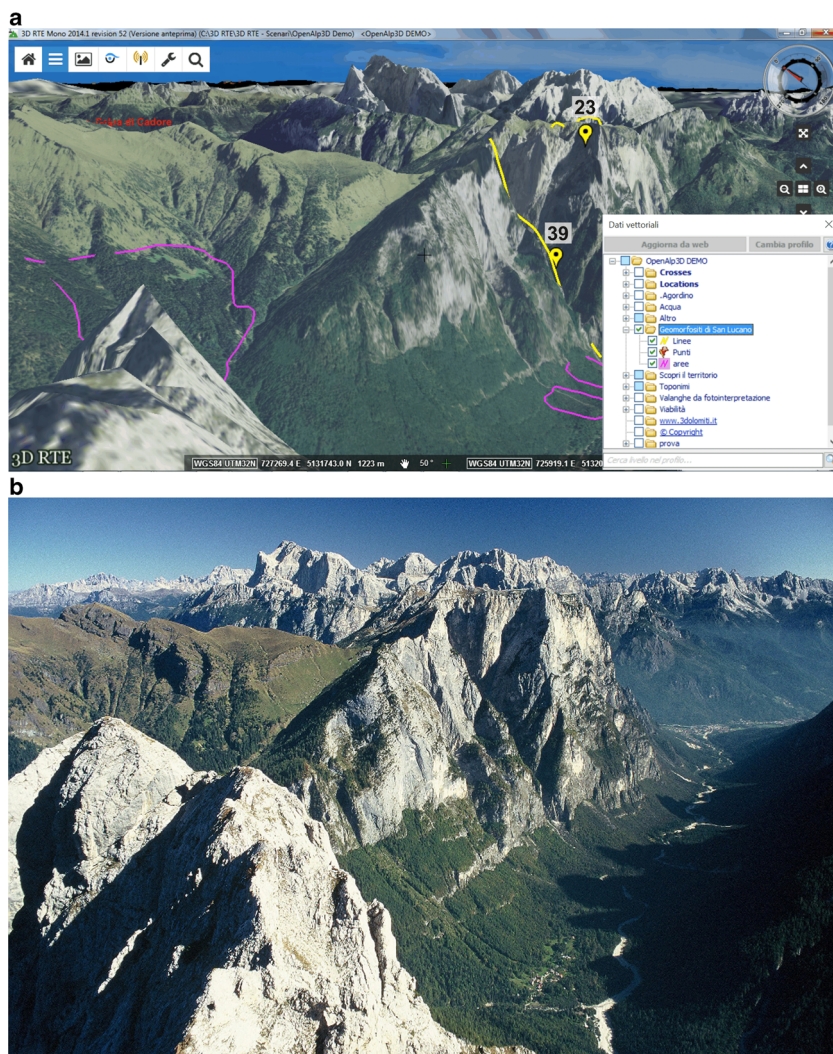 a
3D RTE Mono 2014.1 revision 52 (Versione anteprima) (C:\3D RTE\3D RTE - Scenari\OpenAlp3D Demo) <OpenAlp3D DEMO>
23
di Cadore
39
Dati vettoriali
Aggiorna da web
Cambia profilo
OpenAlp3D DEMO
Crosses
Locations
.Agordino
Acqua
Altro
Geomorfositi di San Lucano
Linee
Punti
aree
Scopri il territorio
Toponimi
Valanghe da fotointerpretazione
Viabilità
www.3dolomiti.it
© Copyright
prova
Cerca livello nel profilo...
3D RTE
WGS84 UTM32N 727269.4 E 5131743.0 N 1223 m 50° WGS84 UTM32N 725919.1 E 51320
b